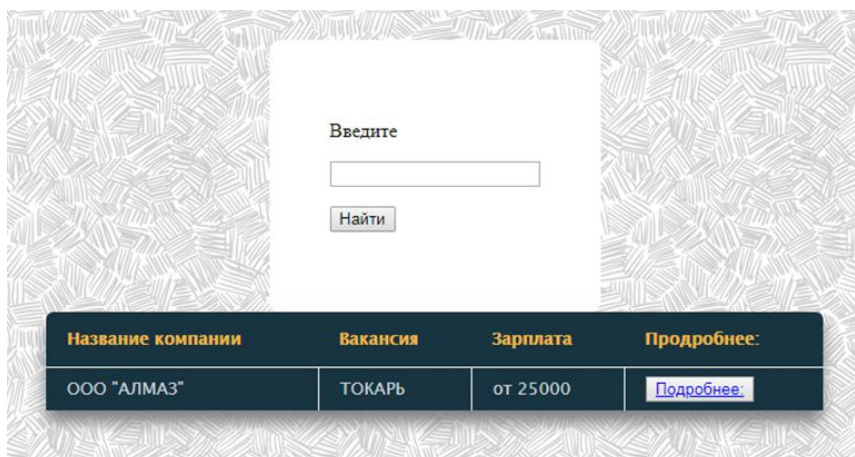 Введите
Найти
Название компании Вакансия Зарплата Продробнее:
ООО "АЛМАЗ" ТОКАРЬ от 25000 Подробнее: